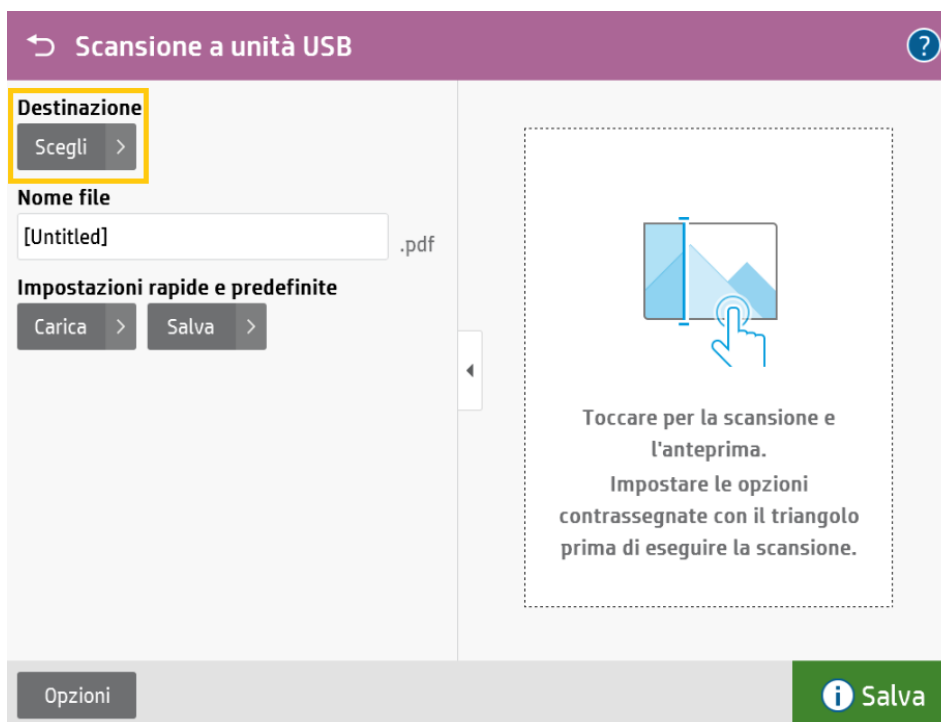 Scansione a unità USB
?
Destinazione
Scegli >
Nome file
[Untitled] .pdf
Impostazioni rapide e predefinite
Carica > Salva >
Toccare per la scansione e
l'anteprima.
Impostare le opzioni
contrassegnate con il triangolo
prima di eseguire la scansione.
Opzioni
i Salva